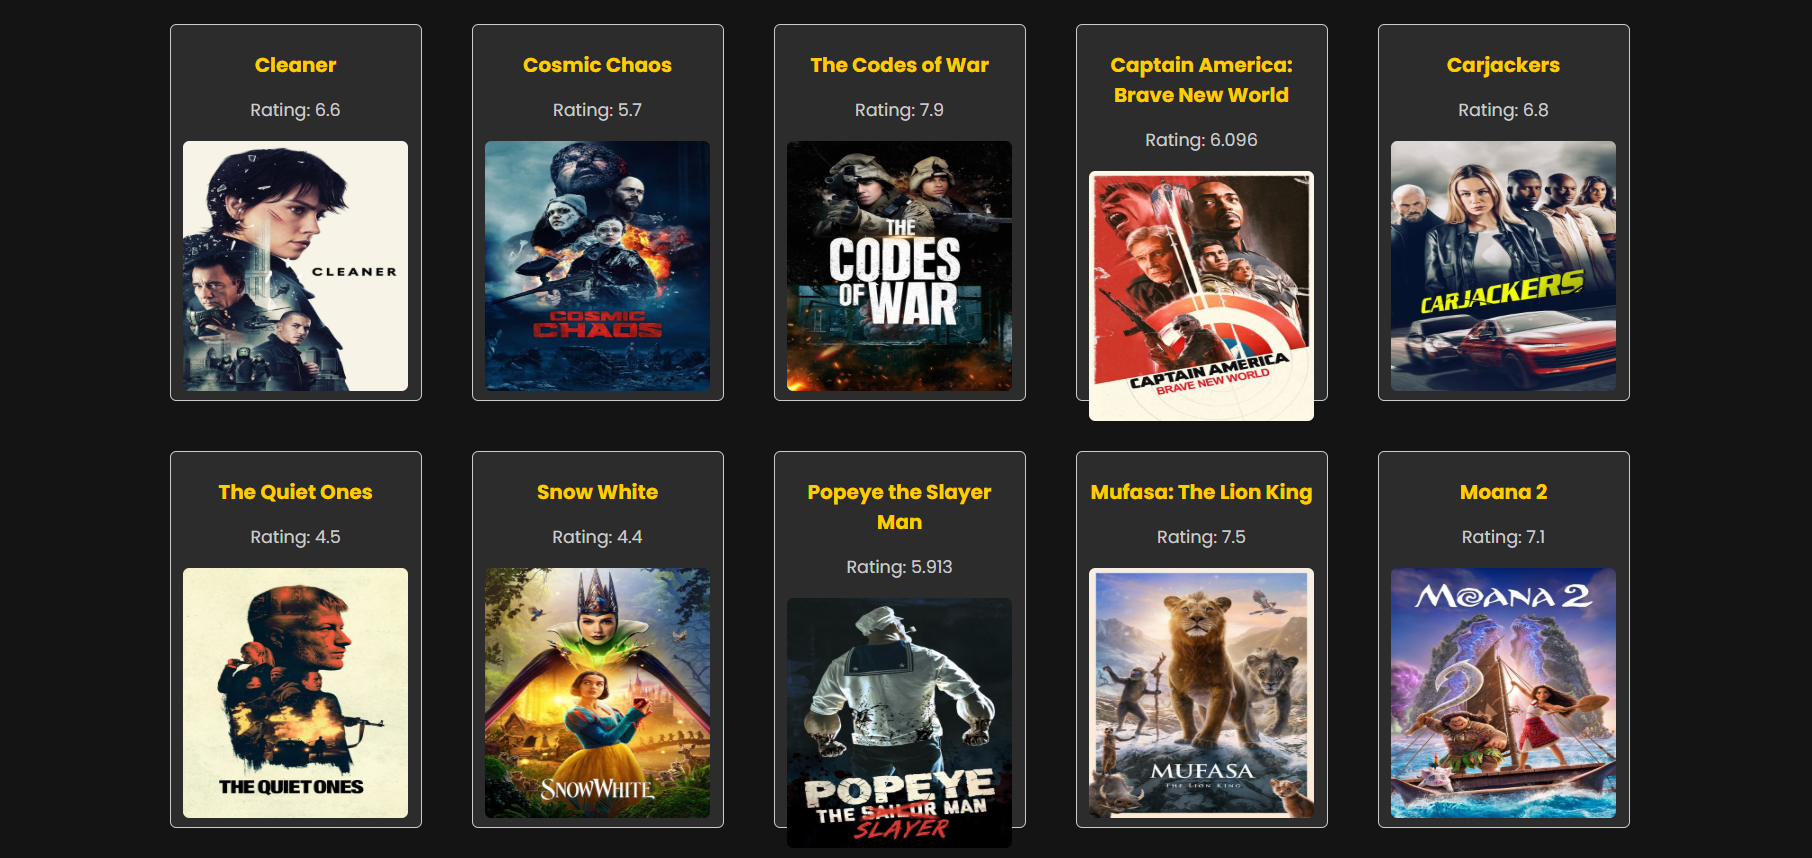 Cleaner
Rating: 6.6
CLEANER
Cosmic Chaos
Rating: 5.7
COSMIC
CHAOS
The Codes of War
Rating: 7.9
THE
CODES
OF WAR
Captain America:
Brave New World
Rating: 6.096
CAPTAIN AMERICA
BRAVE NEW WORLD
Carjackers
Rating: 6.8
CARJACKERS
The Quiet Ones
Rating: 4.5
THE QUIET ONES
Snow White
Rating: 4.4
SNOW WHITE
Popeye the Slayer
Man
Rating: 5.913
POPEYE
THE SAILOR MAN
SLAYER
Mufasa: The Lion King
Rating: 7.5
MUFASA
THE LION KING
Moana 2
Rating: 7.1
MOANA 2